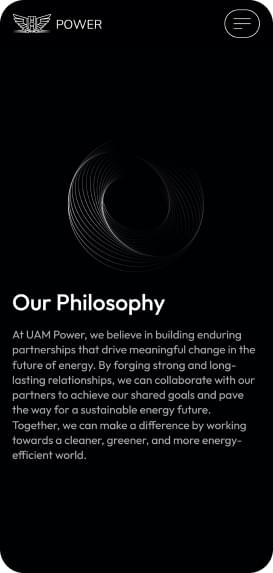 POWER
Our Philosophy
At UAM Power, we believe in building enduring
partnerships that drive meaningful change in the
future of energy. By forging strong and long-
lasting relationships, we can collaborate with our
partners to achieve our shared goals and pave
the way for a sustainable energy future.
Together, we can make a difference by working
towards a cleaner, greener, and more energy-
efficient world.